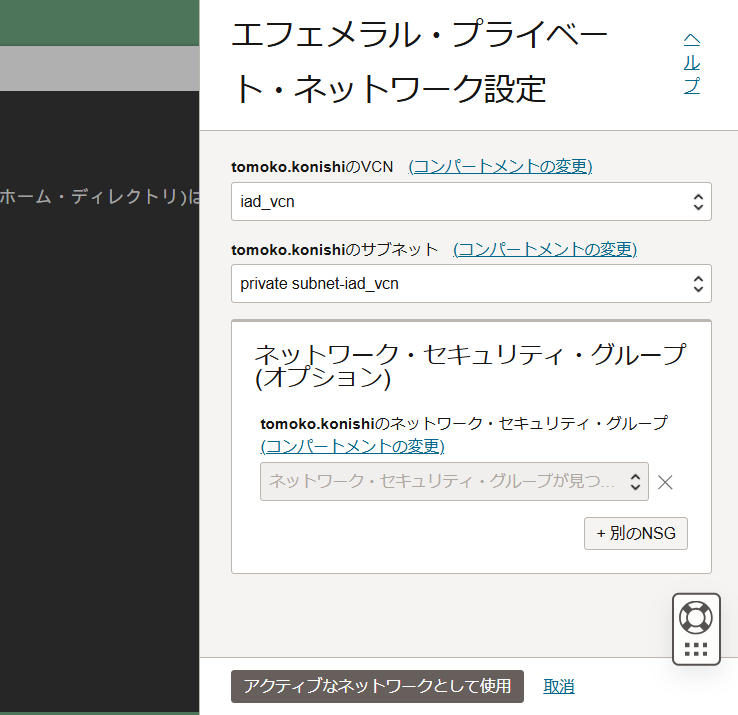 エフェメラル・プライベー
ト・ネットワーク設定
ヘルプ
ホーム・ディレクトリ)は
tomoko.konishiのVCN (コンパートメントの変更)
iad_vcn
tomoko.konishiのサブネット (コンパートメントの変更)
private subnet-iad_vcn
ネットワーク・セキュリティ・グループ
(オプション)
tomoko.konishiのネットワーク・セキュリティ・グループ
(コンパートメントの変更)
ネットワーク・セキュリティ・グループが見つ...
+ 別のNSG
アクティブなネットワークとして使用 取消